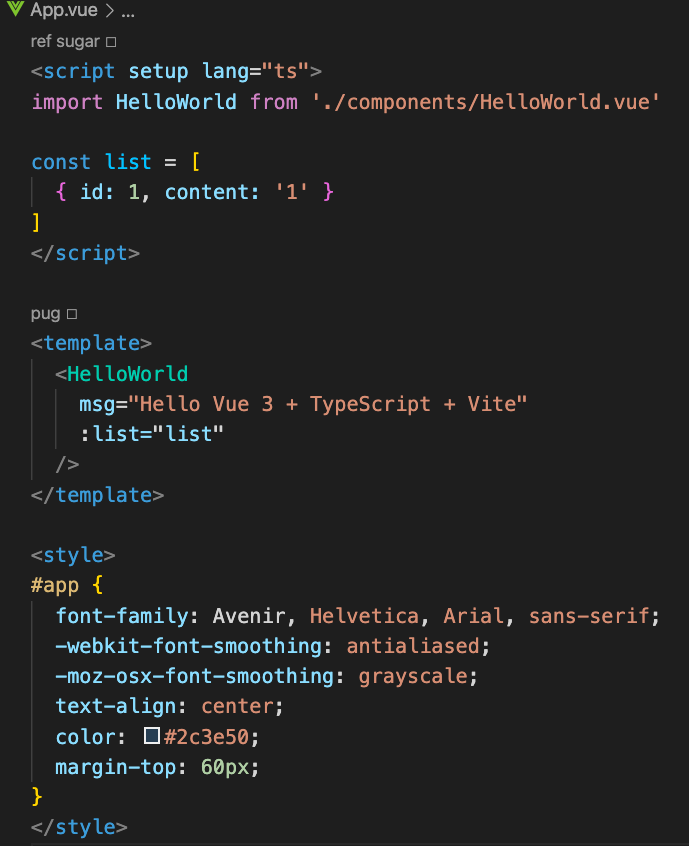 App.vue > ...
ref sugar □
<script setup lang="ts">
import HelloWorld from './components/HelloWorld.vue'

const list = [
  { id: 1, content: '1' }
]
</script>

pug □
<template>
  <HelloWorld
    msg="Hello Vue 3 + TypeScript + Vite"
    :list="list"
  />
</template>

<style>
#app {
  font-family: Avenir, Helvetica, Arial, sans-serif;
  -webkit-font-smoothing: antialiased;
  -moz-osx-font-smoothing: grayscale;
  text-align: center;
  color: #2c3e50;
  margin-top: 60px;
}
</style>